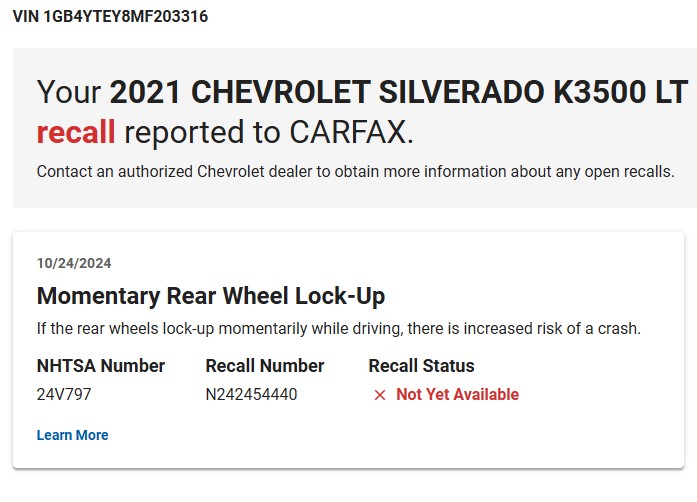 VIN 1GB4YTEY8MF203316
Your 2021 CHEVROLET SILVERADO K3500 LT
recall reported to CARFAX.
Contact an authorized Chevrolet dealer to obtain more information about any open recalls.
10/24/2024
Momentary Rear Wheel Lock-Up
If the rear wheels lock-up momentarily while driving, there is increased risk of a crash.
NHTSA Number Recall Number Recall Status
24V797 N242454440 × Not Yet Available
Learn More